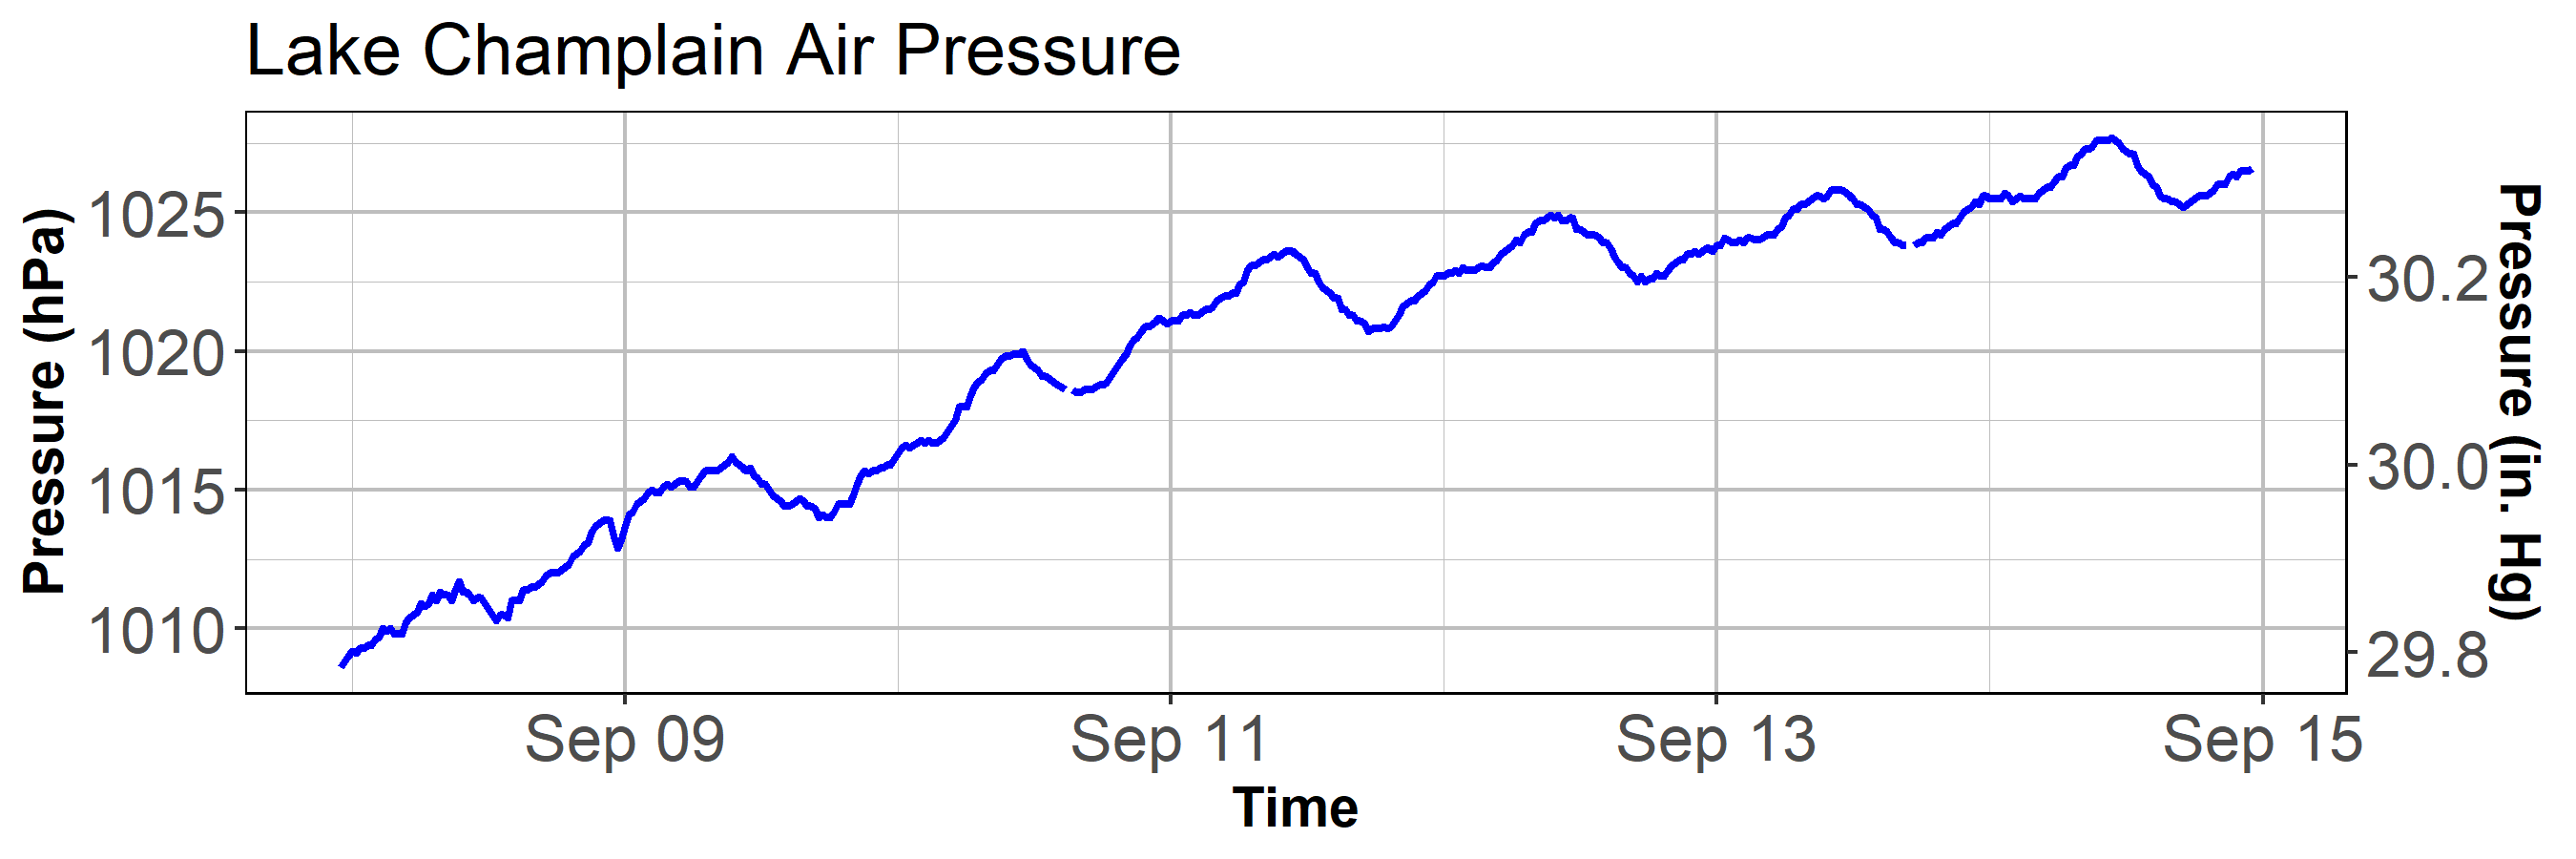 Lake Champlain Air Pressure
Pressure (hPa)
1025
1020
1015
1010
30.2
30.0
29.8
Pressure (in. Hg)
Sep 09 Sep 11 Sep 13 Sep 15
Time